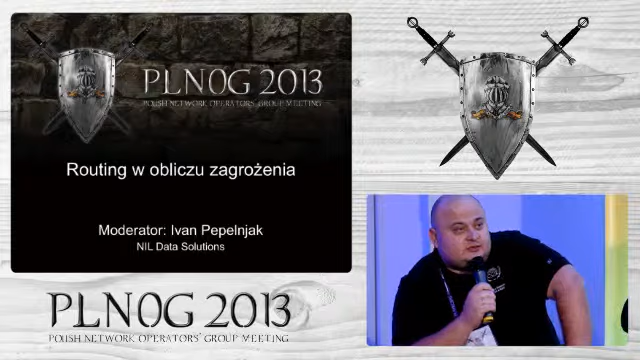 PLNOG 2013
POLISH NETWORK OPERATORS' GROUP MEETING
Routing w obliczu zagrożenia
Moderator: Ivan Pepelnjak
NIL Data Solutions
PLNOG 2013
POLISH NETWORK OPERATORS' GROUP MEETING